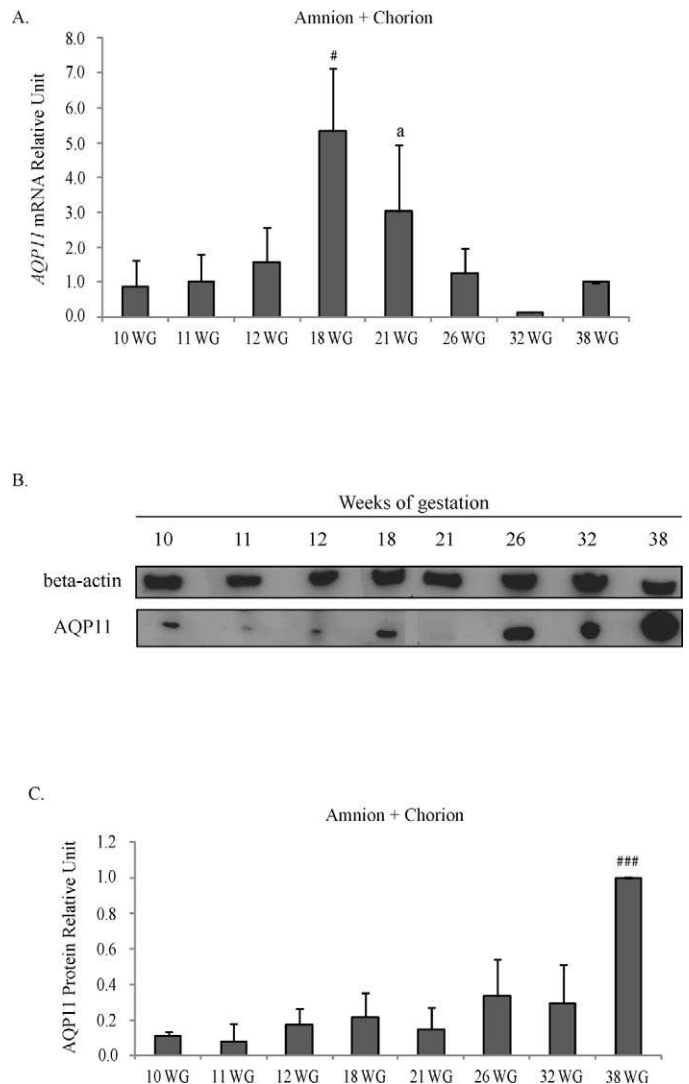 A.
Amnion + Chorion
AQP11 mRNA Relative Unit
8.0
7.0
6.0
5.0
4.0
3.0
2.0
1.0
0.0
#
a
10 WG 11 WG 12 WG 18 WG 21 WG 26 WG 32 WG 38 WG
B.
Weeks of gestation
10 11 12 18 21 26 32 38
beta-actin
AQP11
C.
Amnion + Chorion
AQP11 Protein Relative Unit
1.2
1.0
0.8
0.6
0.4
0.2
0.0
###
10 WG 11 WG 12 WG 18 WG 21 WG 26 WG 32 WG 38 WG